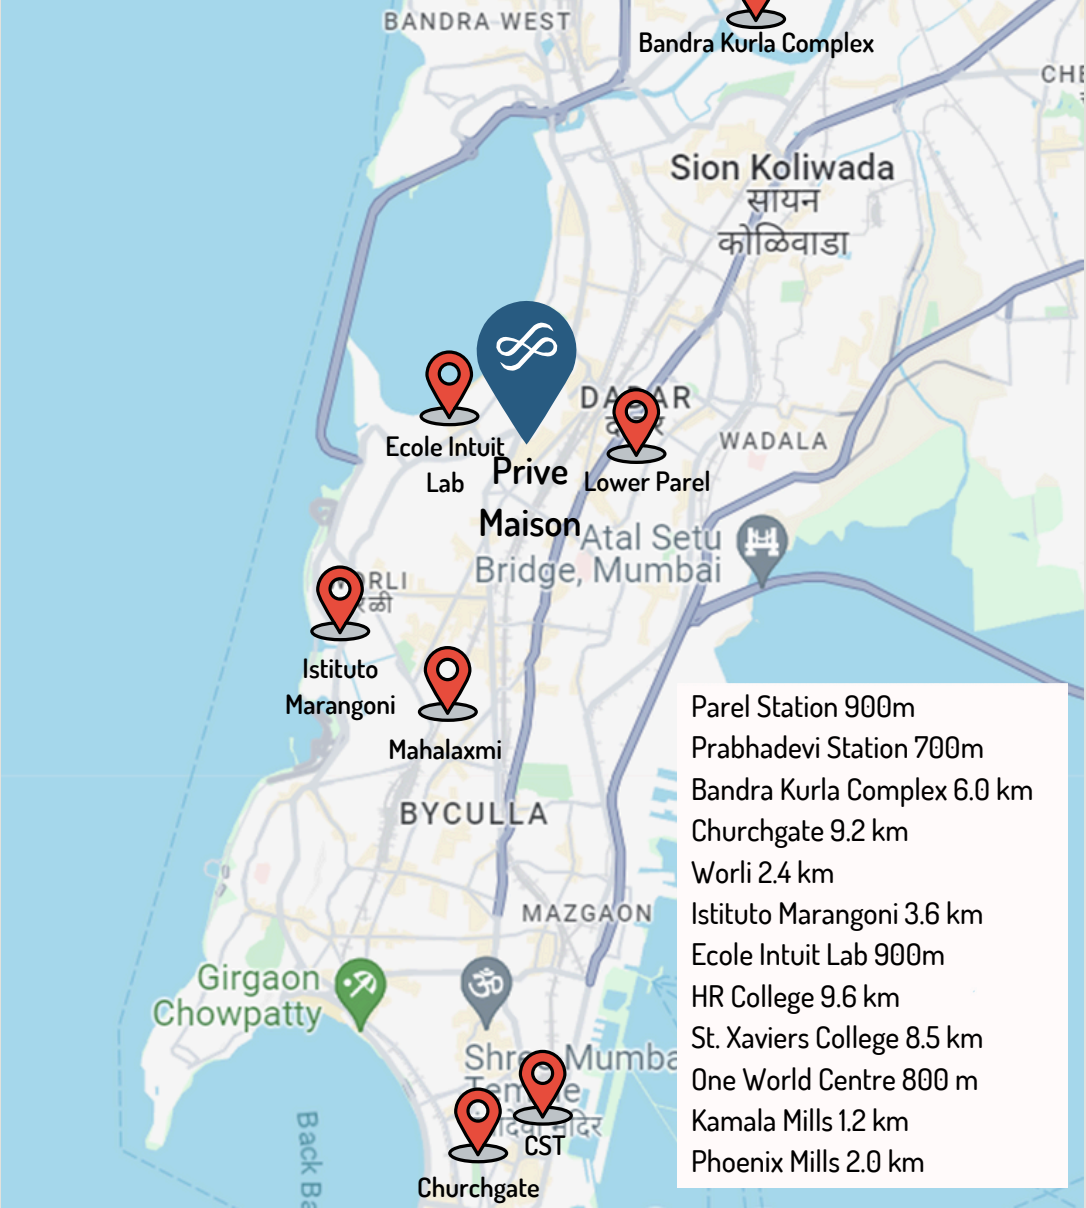 BANDRA WEST
Bandra Kurla Complex
Sion Koliwada
सायन
कोळिवाडा
DADAR
WADALA
Ecole Intuit
Lab
Prive
Maison
Lower Parel
Atal Setu
Bridge, Mumbai
Istituto
Marangoni
Mahalaxmi
BYCULLA
MAZGAON
Girgaon
Chowpatty
CST
Churchgate
Parel Station 900m
Prabhadevi Station 700m
Bandra Kurla Complex 6.0 km
Churchgate 9.2 km
Worli 2.4 km
Istituto Marangoni 3.6 km
Ecole Intuit Lab 900m
HR College 9.6 km
St. Xaviers College 8.5 km
One World Centre 800 m
Kamala Mills 1.2 km
Phoenix Mills 2.0 km